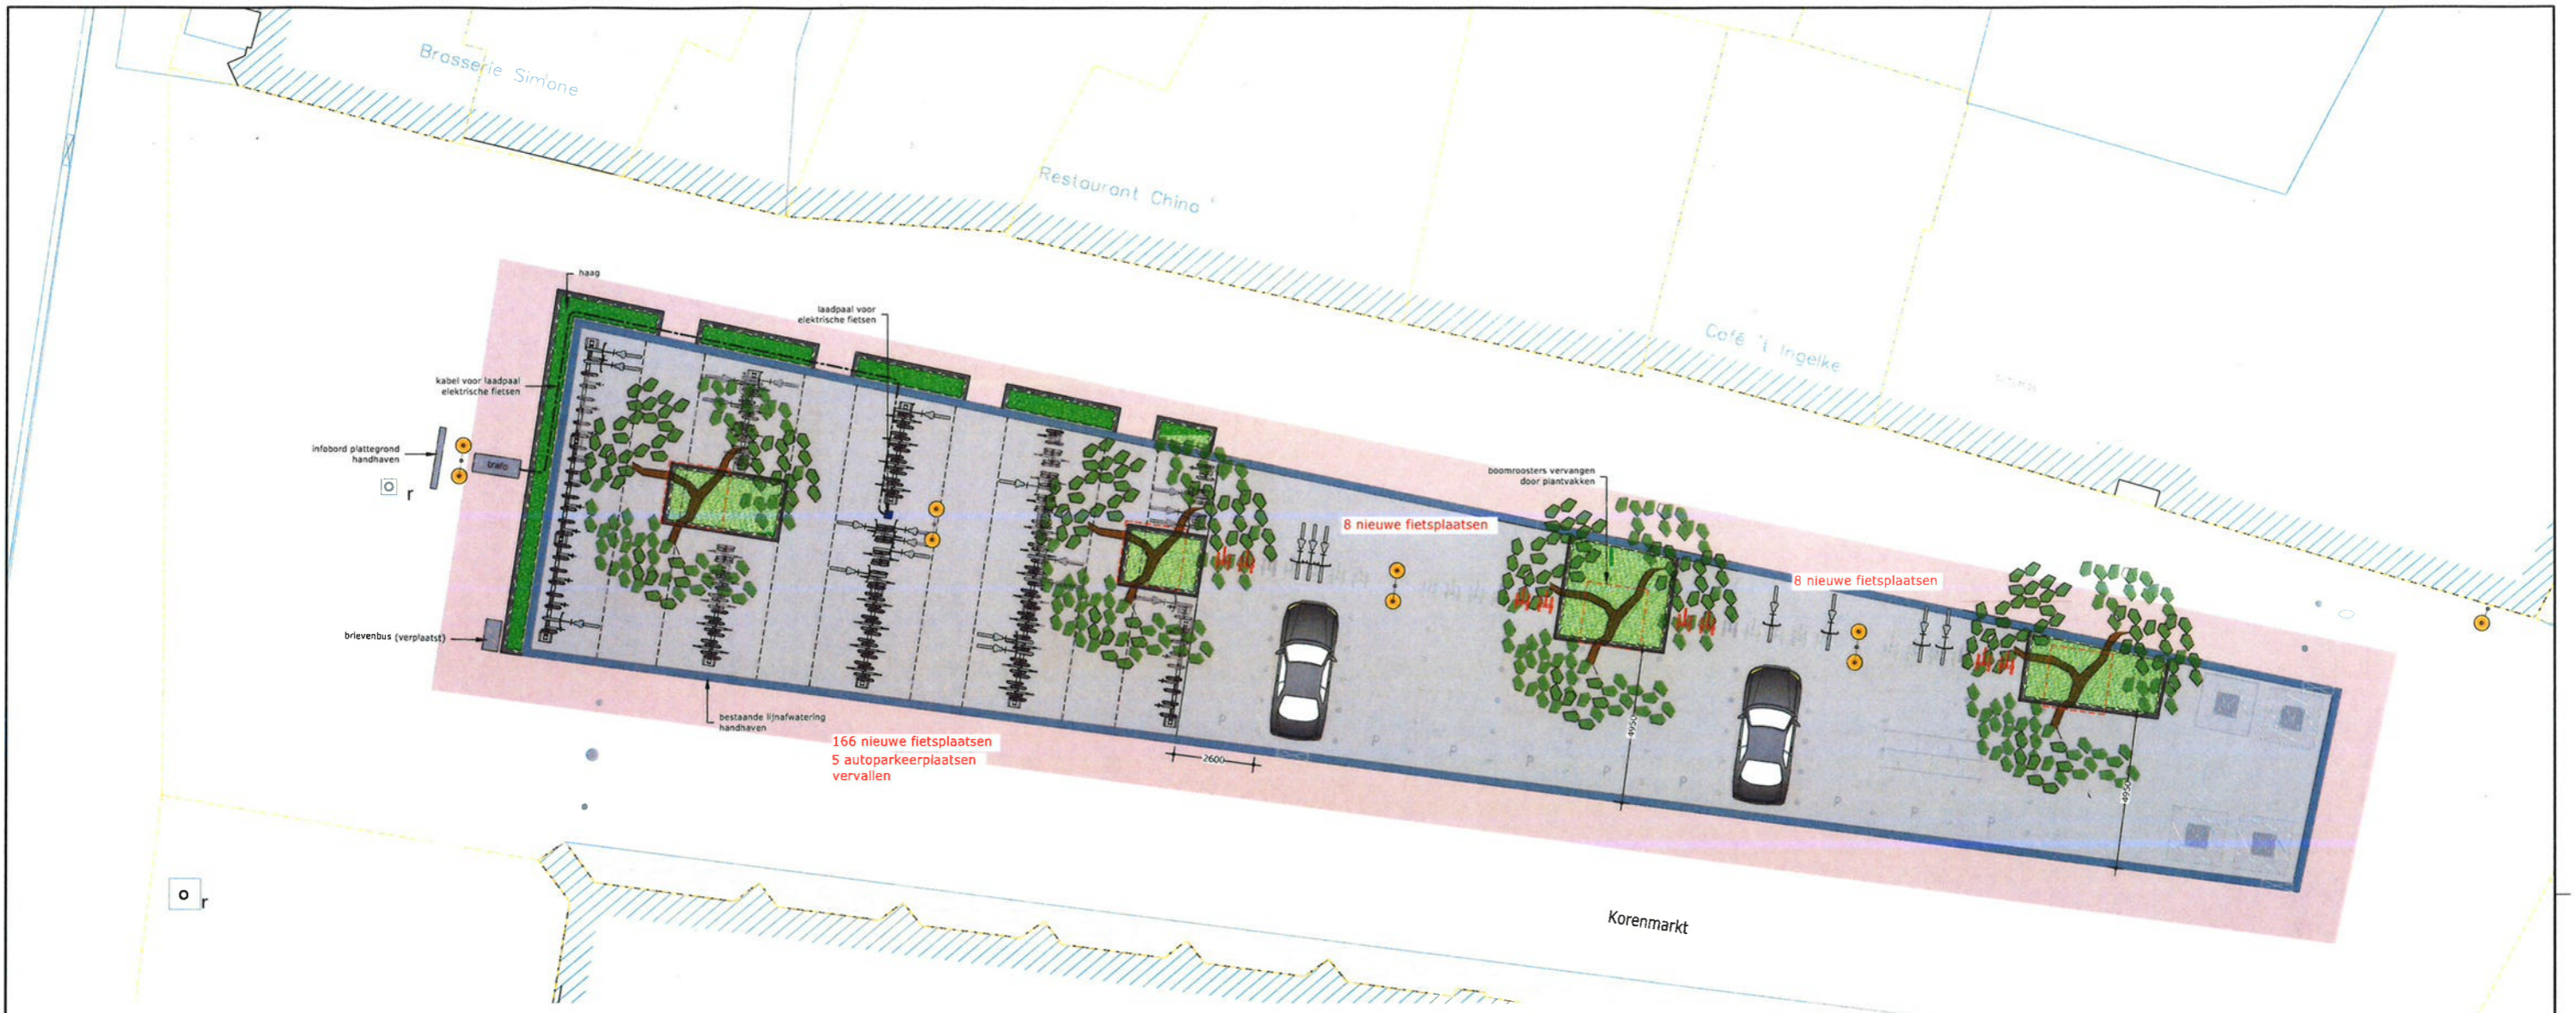 Brasserie Simone
Restaurant China
Café 't Ingelke
haag
laadpaal voor
elektrische fietsen
kabel voor laadpaal
elektrische fietsen
infobord plattegrond
handhaven
trafo
r
boomroosters vervangen
door plantvakken
8 nieuwe fietsplaatsen
8 nieuwe fietsplaatsen
brievenbus (verplaatst)
bestaande lijnafwatering
handhaven
166 nieuwe fietsplaatsen
5 autoparkeerplaatsen
vervallen
2600
4950
4950
P
P
P
P
P
P
P
P
P
r
Korenmarkt